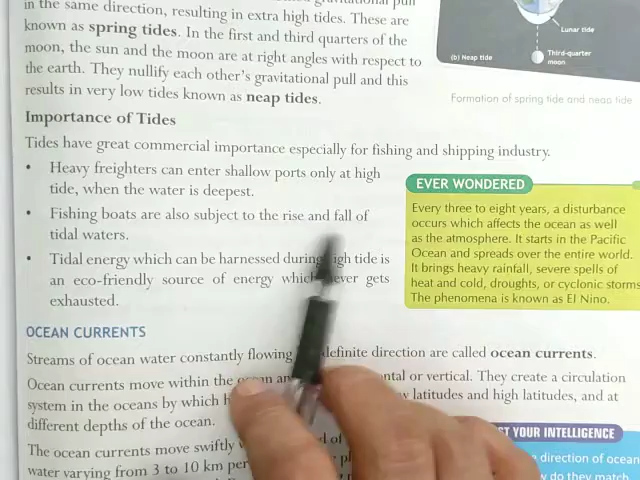 in the same direction, resulting in extra high tides. These are
known as spring tides. In the first and third quarters of the
moon, the sun and the moon are at right angles with respect to
the earth. They nullify each other's gravitational pull and this
results in very low tides known as neap tides.
Lunar tide
(b) Neap tide
Third-quarter
moon
Formation of spring tide and neap tide
Importance of Tides
Tides have great commercial importance especially for fishing and shipping industry.
• Heavy freighters can enter shallow ports only at high
tide, when the water is deepest.
• Fishing boats are also subject to the rise and fall of
tidal waters.
• Tidal energy which can be harnessed during high tide is
an eco-friendly source of energy which never gets
exhausted.
EVER WONDERED
Every three to eight years, a disturbance
occurs which affects the ocean as well
as the atmosphere. It starts in the Pacific
Ocean and spreads over the entire world.
It brings heavy rainfall, severe spells of
heat and cold, droughts, or cyclonic storms
The phenomena is known as El Nino.
OCEAN CURRENTS
Streams of ocean water constantly flowing definite direction are called ocean currents.
Ocean currents move within the ocean and horizontal or vertical. They create a circulation
system in the oceans by which latitudes and high latitudes, and at
different depths of the ocean.
The ocean currents move swiftly of
water varying from 3 to 10 km per
YOUR INTELLIGENCE
direction of ocean
do they match